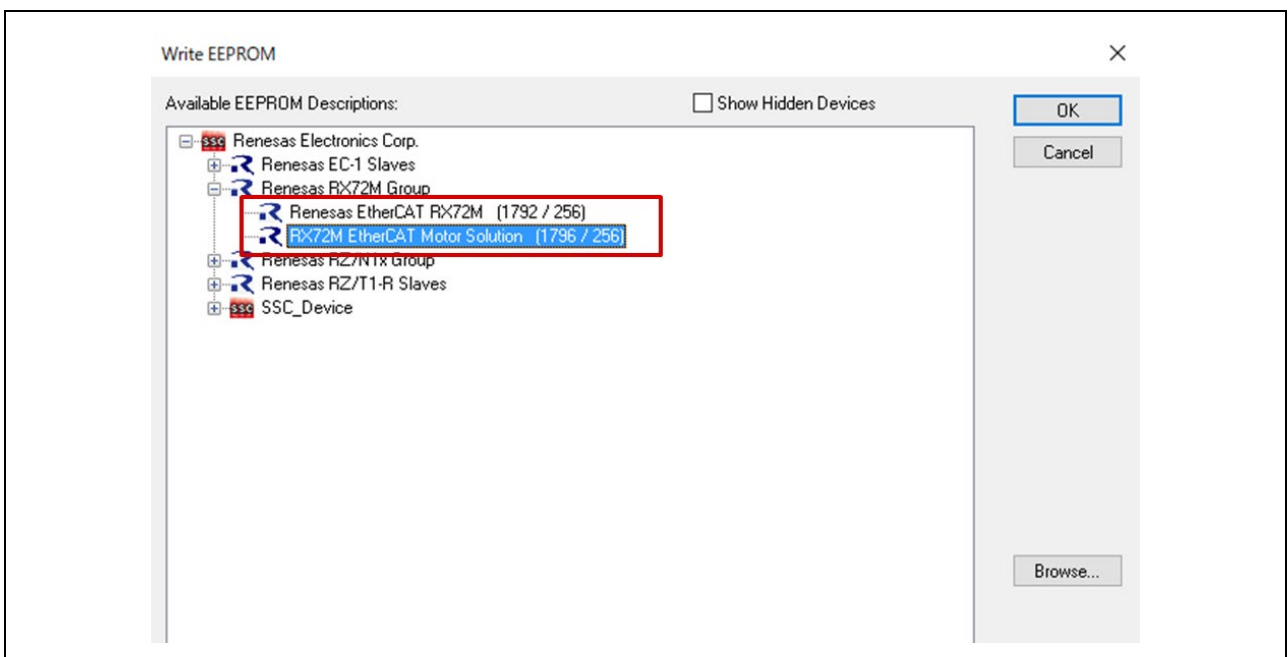 Write EEPROM
Available EEPROM Descriptions:
Show Hidden Devices
OK
Cancel
ssc Renesas Electronics Corp.
Renesas EC-1 Slaves
Renesas RX72M Group
Renesas EtherCAT RX72M (1792 / 256)
RX72M EtherCAT Motor Solution (1796 / 256)
Renesas RZ/N1x Group
Renesas RZ/T1-R Slaves
ssc SSC_Device
Browse...